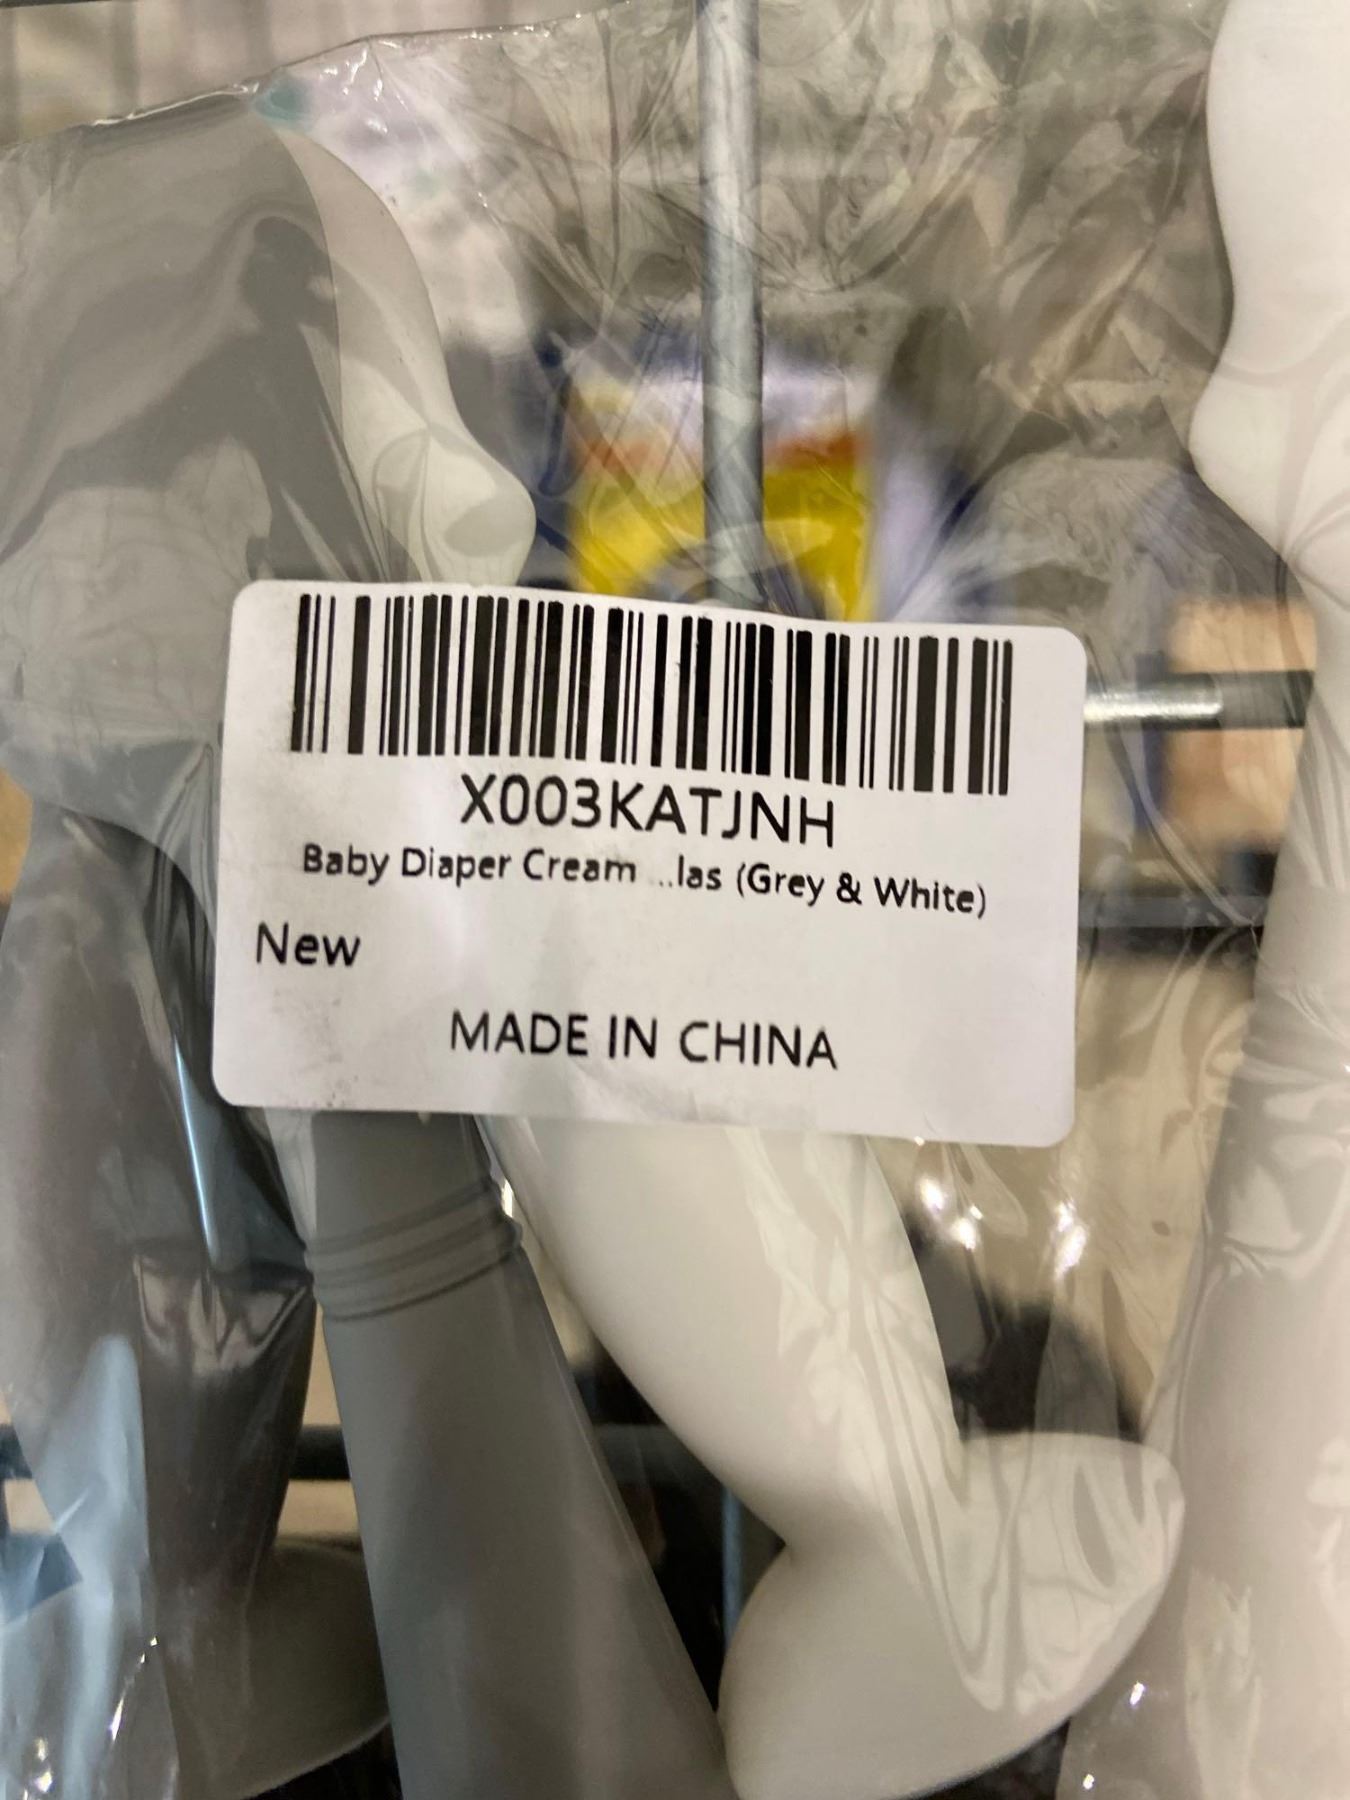 X003KATJNH
Baby Diaper Cream ...las (Grey & White)
New
MADE IN CHINA